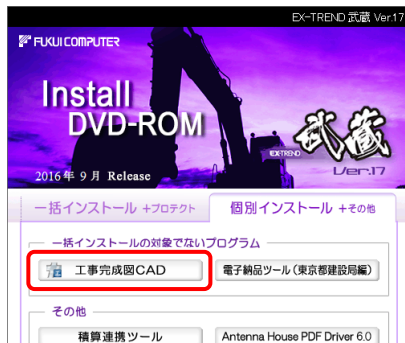 EX-TREND 武蔵 Ver.17
FUKUI COMPUTER
Install
DVD-ROM
EX-TREND
武蔵
Ver.17
2016年 9月 Release
一括インストール +プロテクト
個別インストール +その他
一括インストールの対象でないプログラム
工事完成図CAD
電子納品ツール(東京都建設局編)
その他
積算連携ツール
Antenna House PDF Driver 6.0